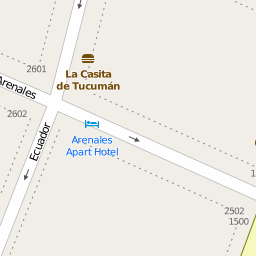 2601
La Casita
de Tucumán
Arenales
2602
Arenales
Apart Hotel
Ecuador
2502
1500